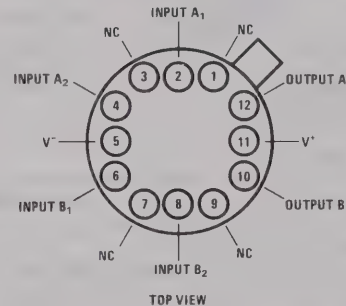 INPUT A₁
NC
NC
INPUT A₂
OUTPUT A
3
2
1
4
12
V⁻
5
11
V⁺
6
10
7
8
9
INPUT B₁
OUTPUT B
NC
NC
INPUT B₂
TOP VIEW